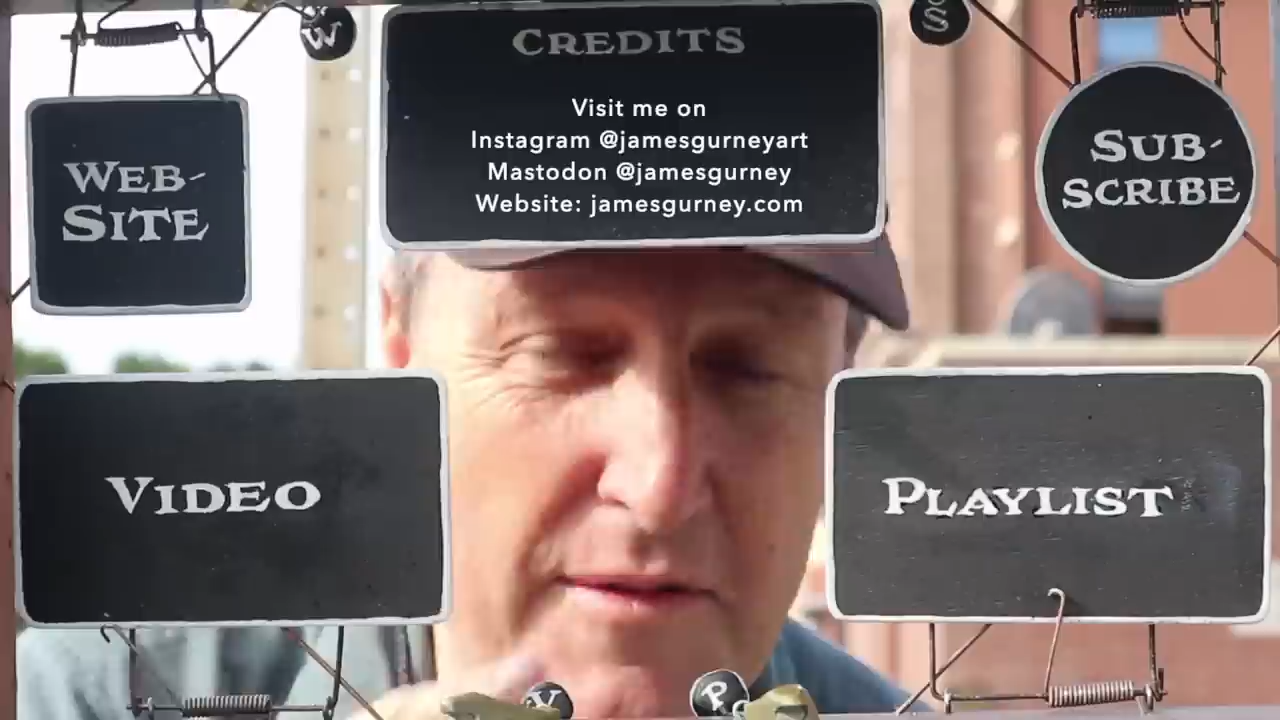 W
CREDITS
S
Visit me on
Instagram @jamesgurneyart
Mastodon @jamesgurney
Website: jamesgurney.com
WEB-
SITE
SUB-
SCRIBE
VIDEO
PLAYLIST
V
P